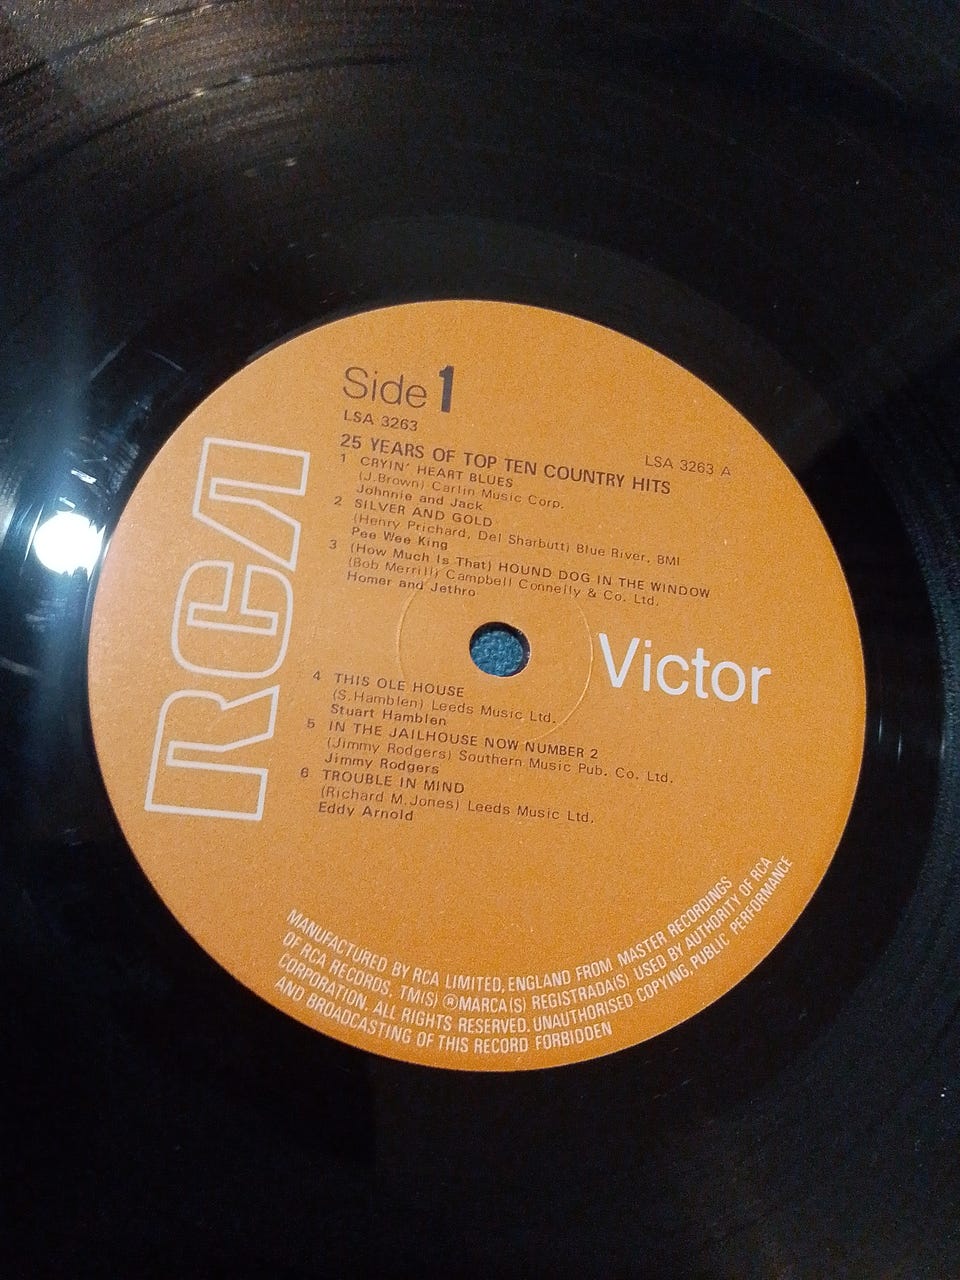 RCA
Side 1
LSA 3263
LSA 3263 A
25 YEARS OF TOP TEN COUNTRY HITS
1 CRYIN' HEART BLUES
(J.Brown) Carlin Music Corp.
Johnnie and Jack
2 SILVER AND GOLD
(Henry Prichard, Del Sharbutt) Blue River, BMI
Pee Wee King
3 (How Much Is That) HOUND DOG IN THE WINDOW
(Bob Merrill) Campbell Connelly & Co. Ltd.
Homer and Jethro
Victor
4 THIS OLE HOUSE
(S.Hamblen) Leeds Music Ltd.
Stuart Hamblen
5 IN THE JAILHOUSE NOW NUMBER 2
(Jimmy Rodgers) Southern Music Pub. Co. Ltd.
Jimmy Rodgers
6 TROUBLE IN MIND
(Richard M.Jones) Leeds Music Ltd.
Eddy Arnold
MANUFACTURED BY RCA LIMITED, ENGLAND FROM MASTER RECORDINGS
OF RCA RECORDS. TM(S) ®MARCA(S) REGISTRADA(S) USED BY AUTHORITY OF RCA
CORPORATION. ALL RIGHTS RESERVED. UNAUTHORISED COPYING, PUBLIC PERFORMANCE
AND BROADCASTING OF THIS RECORD FORBIDDEN